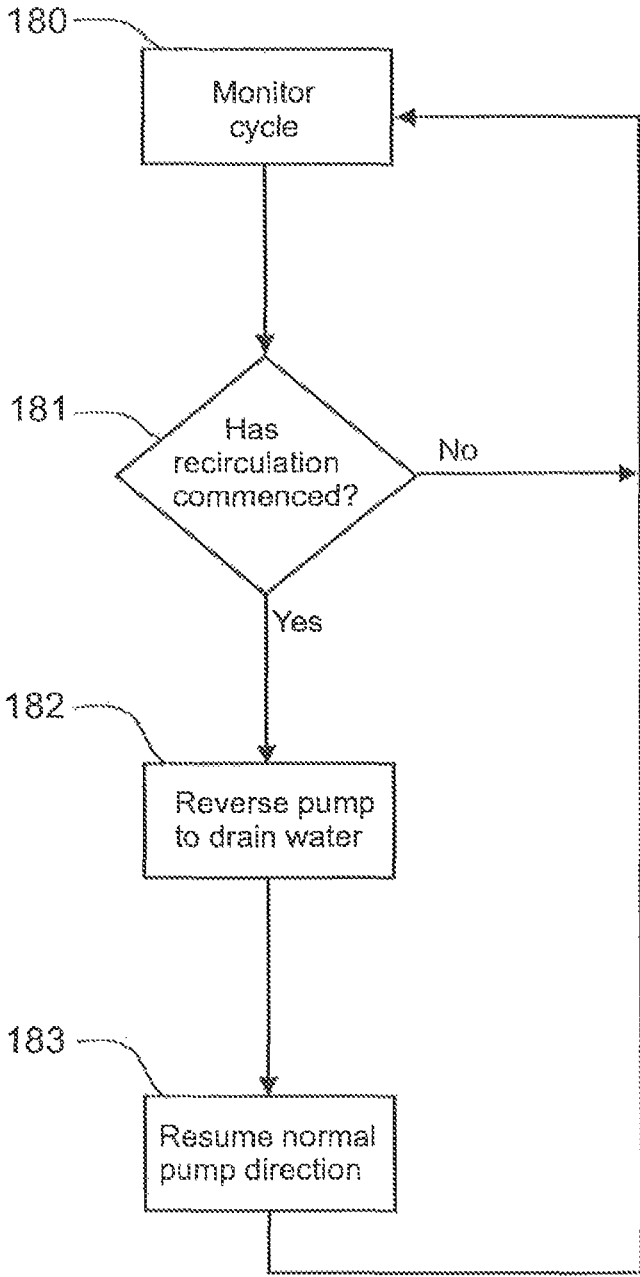 180
Monitor
cycle
181
Has
recirculation
commenced?
No
Yes
182
Reverse pump
to drain water
183
Resume normal
pump direction